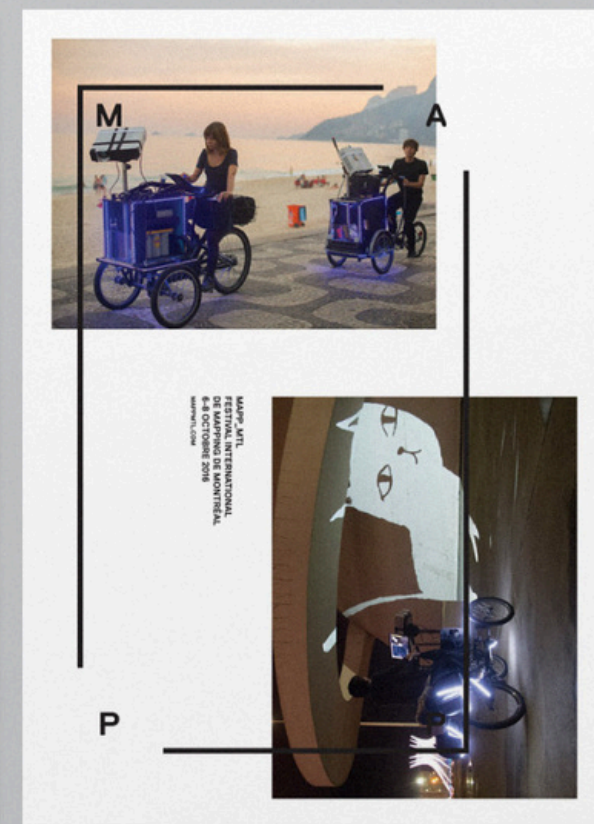 M
A
MAPP_MTL
FESTIVAL INTERNATIONAL
DE MAPPING DE MONTRÉAL
6–8 OCTOBRE 2016
MAPPMTL.COM
P
P